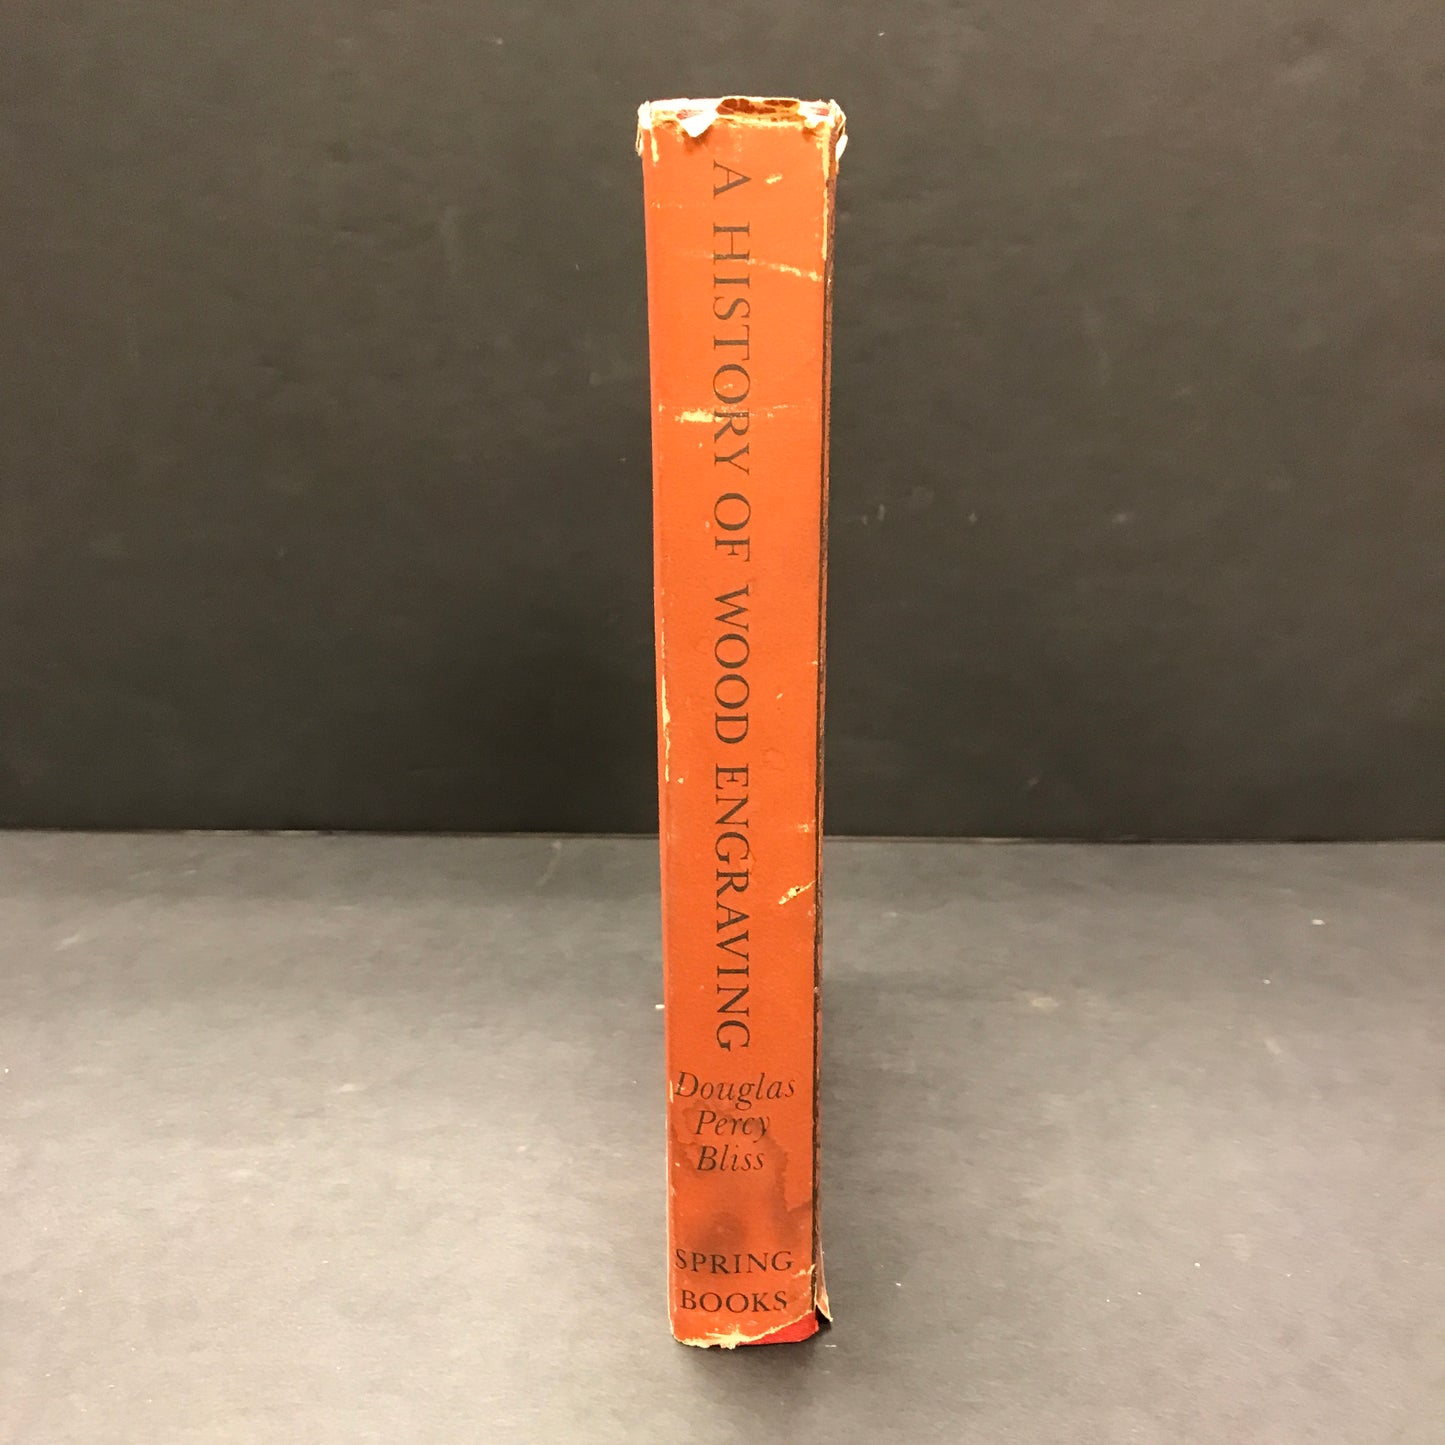 A HISTORY OF WOOD ENGRAVING
Douglas
Percy
Bliss
SPRING
BOOKS